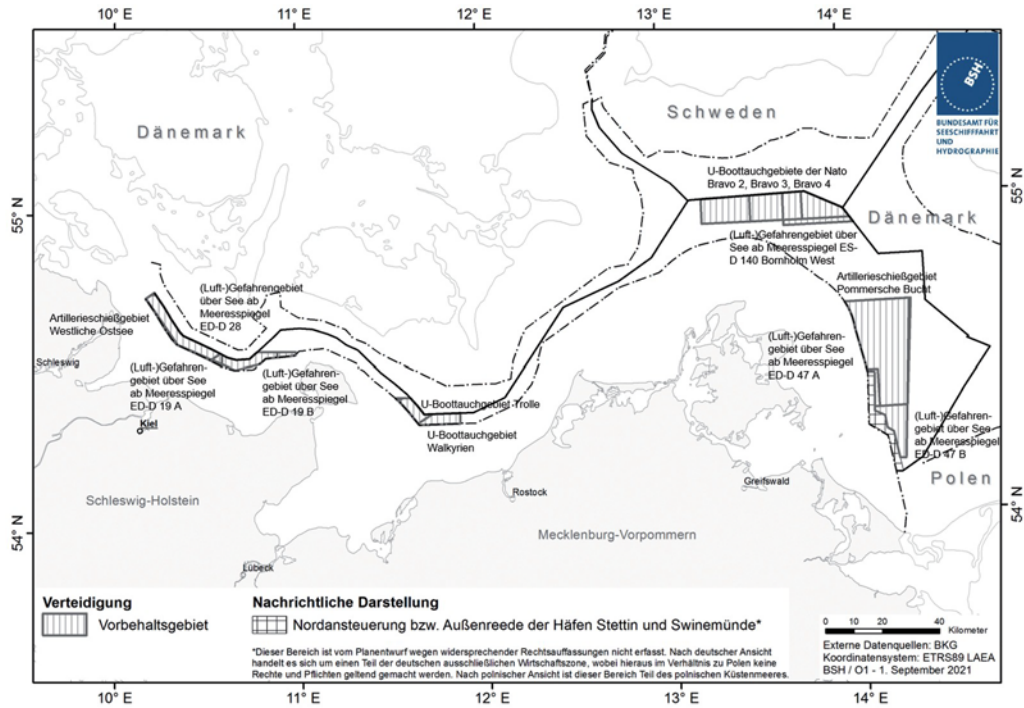 10° E
11° E
12° E
13° E
14° E
BSH
BUNDESAMT FÜR
SEESCHIFFFAHRT
UND
HYDROGRAPHIE
Schweden
Dänemark
U-Boottauchgebiete der Nato
Bravo 2, Bravo 3, Bravo 4
55° N
55° N
Dänemark
(Luft-)Gefahrengebiet über
See ab Meeresspiegel ES-
D 140 Bornholm West
Artillerieschießgebiet
Pommersche Bucht
(Luft-)Gefahrengebiet
über See ab
Meeresspiegel
ED-D 28
Artillerieschießgebiet
Westliche Ostsee
Schleswig
(Luft-)Gefahren-
gebiet über See
ab Meeresspiegel
ED-D 19 A
(Luft-)Gefahren-
gebiet über See
ab Meeresspiegel
ED-D 19 B
(Luft-)Gefahren-
gebiet über See
ab Meeresspiegel
ED-D 47 A
U-Boottauchgebiet Trolle
U-Boottauchgebiet
Walkyrien
(Luft-)Gefahren-
gebiet über See
ab Meeresspiegel
ED-D 47 B
Kiel
Polen
Greifswald
Rostock
Schleswig-Holstein
54° N
54° N
Mecklenburg-Vorpommern
Lübeck
Verteidigung
Vorbehaltsgebiet
Nachrichtliche Darstellung
Nordansteuerung bzw. Außenreede der Häfen Stettin und Swinemünde*
*Dieser Bereich ist vom Planentwurf wegen widersprechender Rechtsauffassungen nicht erfasst. Nach deutscher Ansicht
handelt es sich um einen Teil der deutschen ausschließlichen Wirtschaftszone, wobei hieraus im Verhältnis zu Polen keine
Rechte und Pflichten geltend gemacht werden. Nach polnischer Ansicht ist dieser Bereich Teil des polnischen Küstenmeeres.
0 10 20 40
Kilometer
Externe Datenquellen: BKG
Koordinatensystem: ETRS89 LAEA
BSH / O1 - 1. September 2021
10° E
11° E
12° E
13° E
14° E